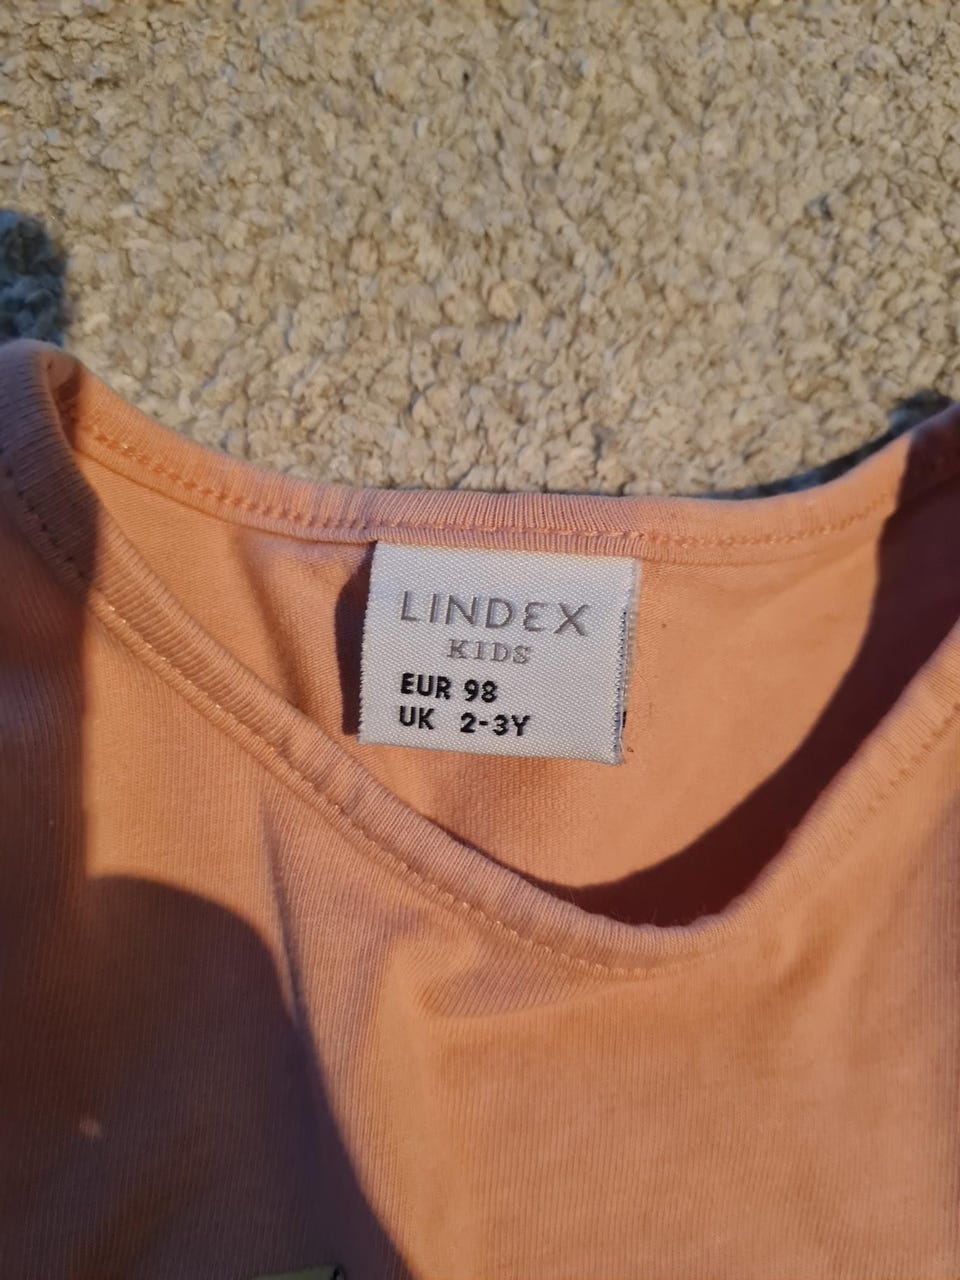 LINDEX
KIDS
EUR 98
UK 2-3Y